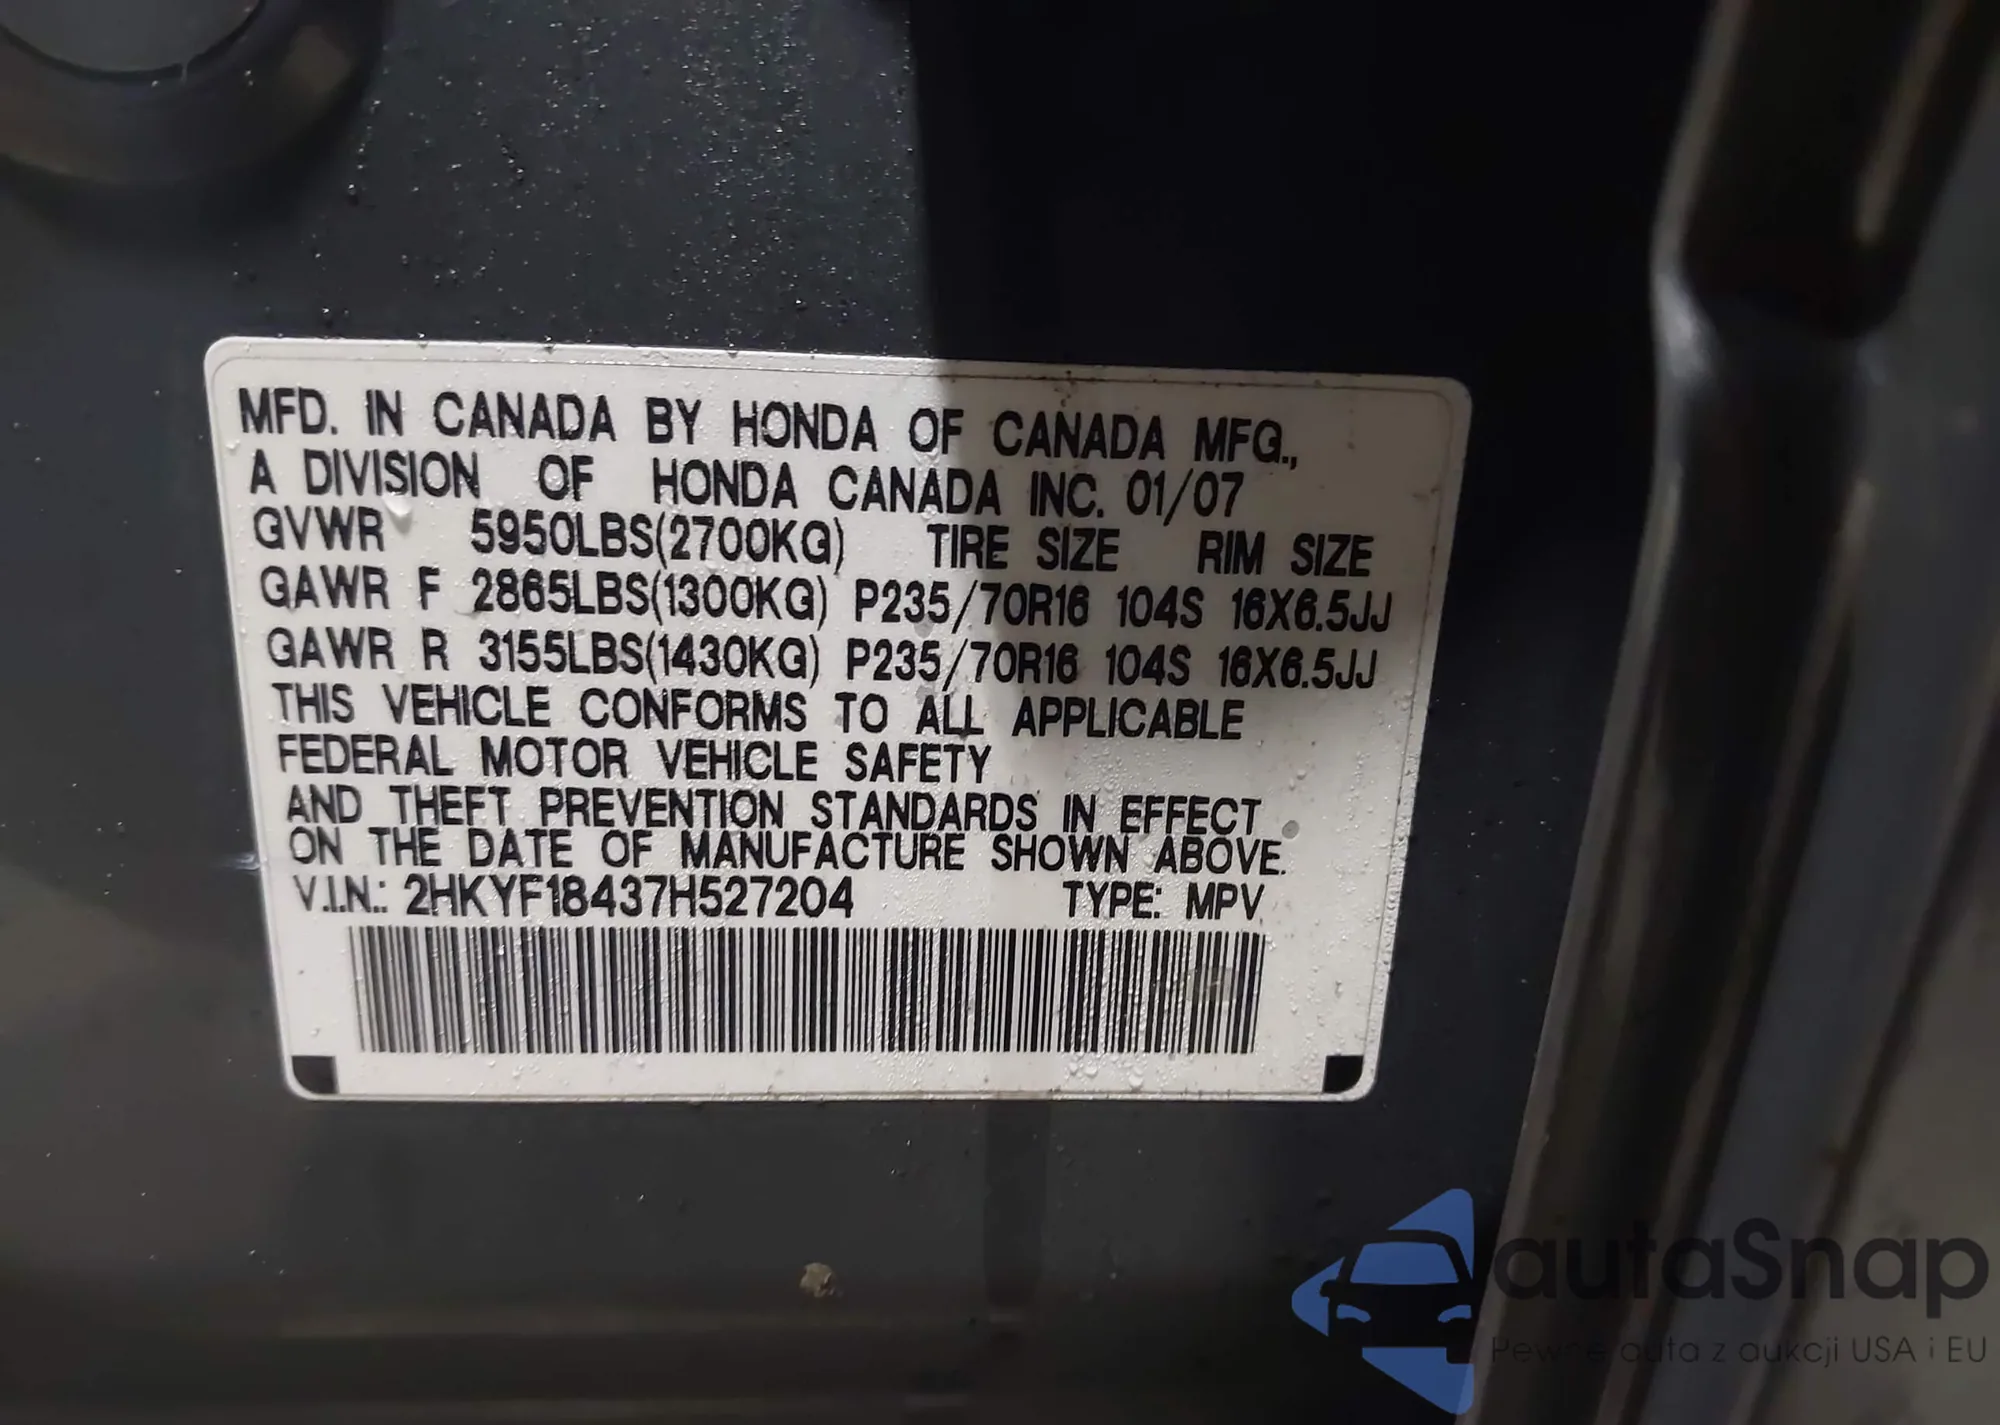 MFD. IN CANADA BY HONDA OF CANADA MFG.,
A DIVISION OF HONDA CANADA INC. 01/07
GVWR 5950LBS(2700KG) TIRE SIZE RIM SIZE
GAWR F 2865LBS(1300KG) P235/70R16 104S 16X6.5JJ
GAWR R 3155LBS(1430KG) P235/70R16 104S 16X6.5JJ
THIS VEHICLE CONFORMS TO ALL APPLICABLE
FEDERAL MOTOR VEHICLE SAFETY
AND THEFT PREVENTION STANDARDS IN EFFECT
ON THE DATE OF MANUFACTURE SHOWN ABOVE.
V.I.N.: 2HKYF18437H527204 TYPE: MPV
autaSnap
Pewne auta z aukcji USA i EU